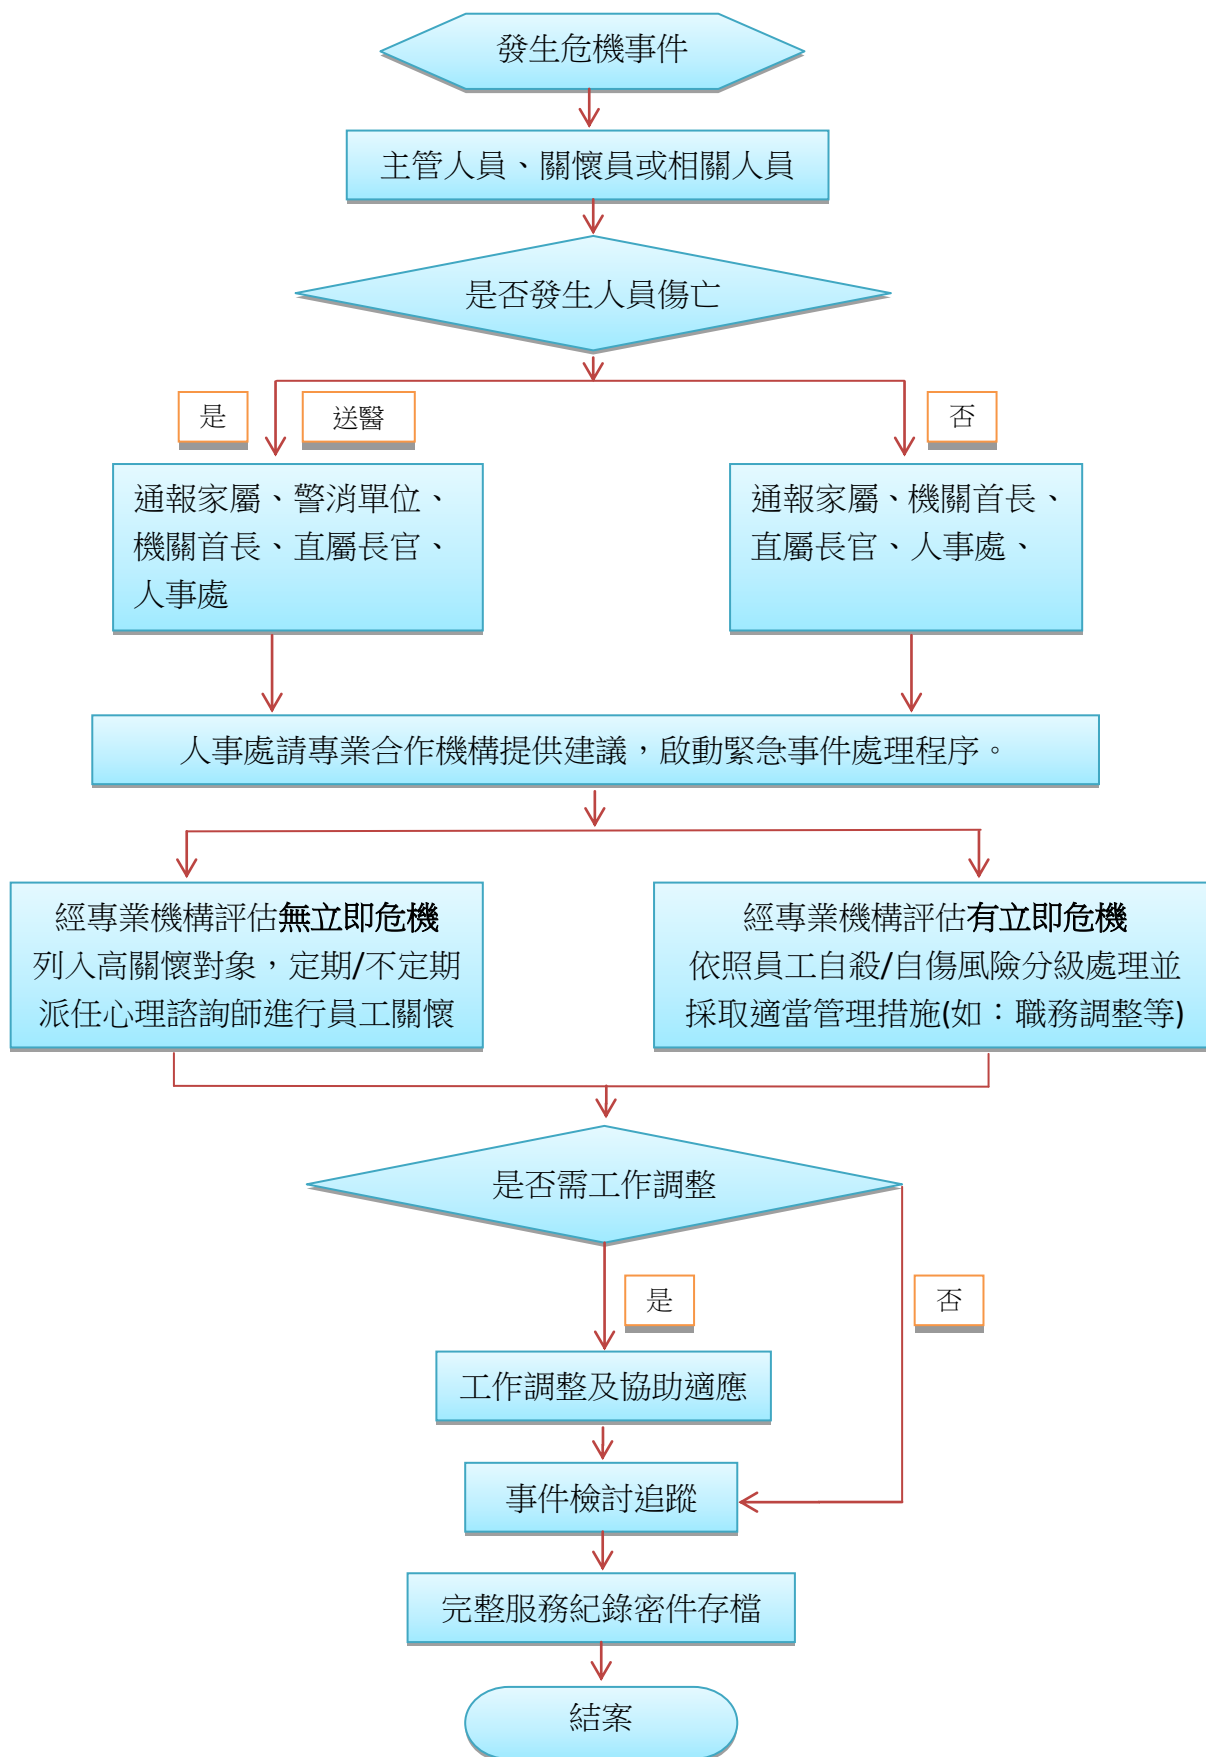 發生危機事件
主管人員、關懷員或相關人員
是否發生人員傷亡
是
送醫
否
通報家屬、警消單位、
機關首長、直屬長官、
人事處
通報家屬、機關首長、
直屬長官、人事處、
人事處請專業合作機構提供建議，啟動緊急事件處理程序。
經專業機構評估無立即危機
列入高關懷對象，定期/不定期
派任心理諮詢師進行員工關懷
經專業機構評估有立即危機
依照員工自殺/自傷風險分級處理並
採取適當管理措施(如：職務調整等)
是否需工作調整
是
否
工作調整及協助適應
事件檢討追蹤
完整服務紀錄密件存檔
結案